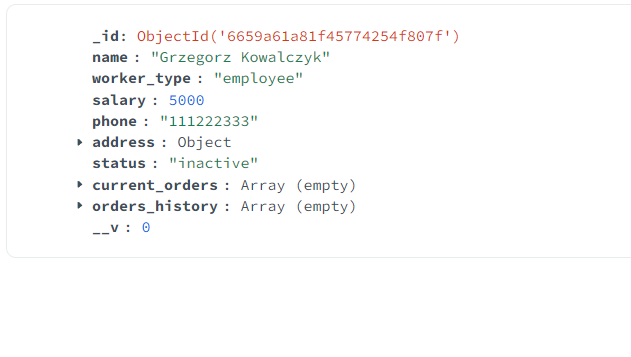 _id: ObjectId('6659a61a81f45774254f807f')
name : "Grzegorz Kowalczyk"
worker_type : "employee"
salary : 5000
phone : "111222333"
address : Object
status : "inactive"
current_orders : Array (empty)
orders_history : Array (empty)
__v : 0